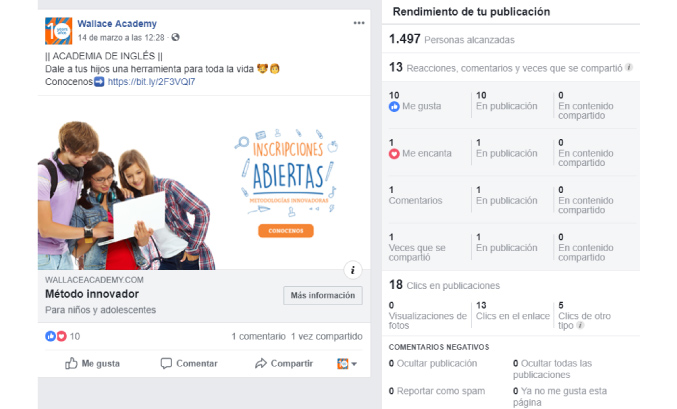 Wallace Academy
14 de marzo a las 12:28 ·
|| ACADEMIA DE INGLÉS ||
Dale a tus hijos una herramienta para toda la vida
Conocenos https://bit.ly/2F3VQl7
INSCRIPCIONES
ABIERTAS
METODOLOGÍAS INNOVADORAS
CONOCENOS
WALLACEACADEMY.COM
Método innovador
Para niños y adolescentes
Más información
10
1 comentario 1 vez compartido
Me gusta Comentar Compartir
Rendimiento de tu publicación
1.497 Personas alcanzadas
13 Reacciones, comentarios y veces que se compartió
10 10 0
Me gusta En publicación En contenido
compartido
1 1 0
Me encanta En publicación En contenido
compartido
1 1 0
Comentarios En publicación En contenido
compartido
1 1 0
Veces que se En publicación En contenido
compartió compartido
18 Clics en publicaciones
0 13 5
Visualizaciones de Clics en el enlace Clics de otro
fotos tipo
COMENTARIOS NEGATIVOS
0 Ocultar publicación 0 Ocultar todas las
publicaciones
0 Reportar como spam 0 Ya no me gusta esta
página